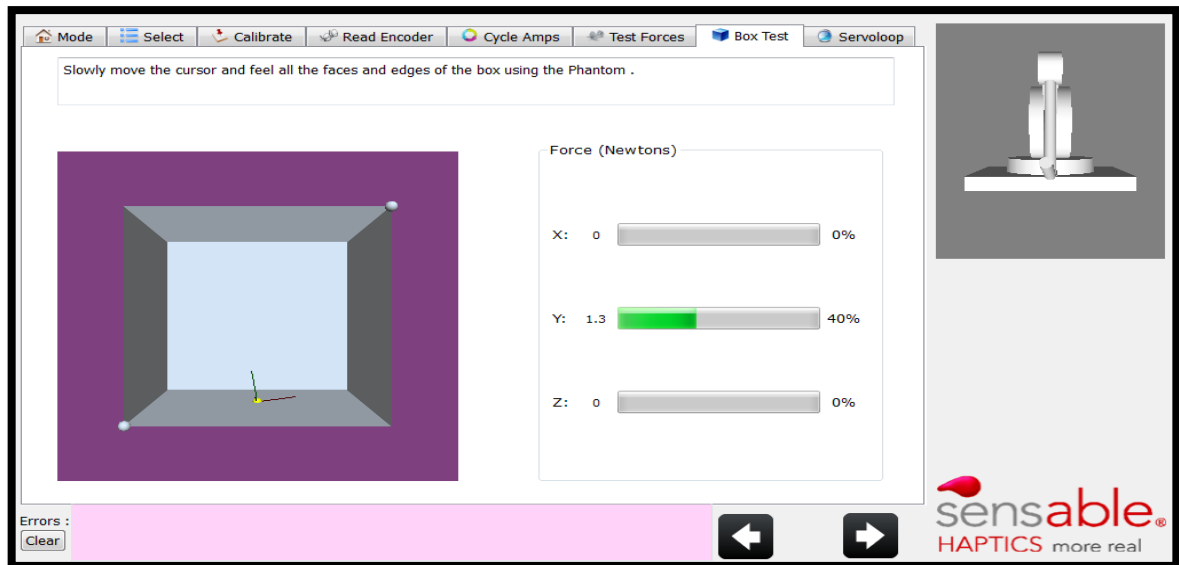 Mode Select Calibrate Read Encoder Cycle Amps Test Forces Box Test Servoloop
Slowly move the cursor and feel all the faces and edges of the box using the Phantom .
Force (Newtons)
X: 0 0%
Y: 1.3 40%
Z: 0 0%
Errors :
Clear
sensable®
HAPTICS more real